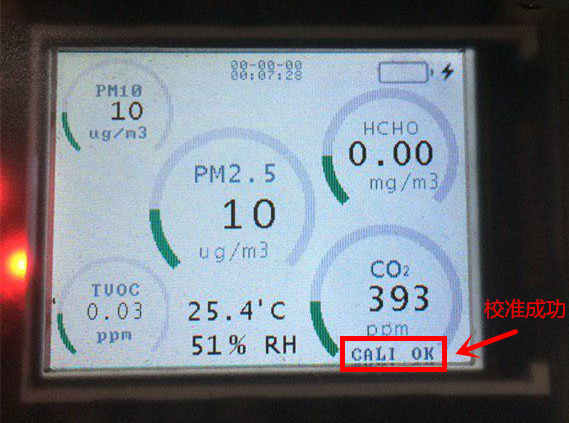 00-00-00
00:07:28
PM10
10
ug/m3
HCHO
0.00
mg/m3
PM2.5
10
ug/m3
TVOC
0.03
ppm
25.4'C
51% RH
CO₂
393
ppm
CALI OK
校准成功